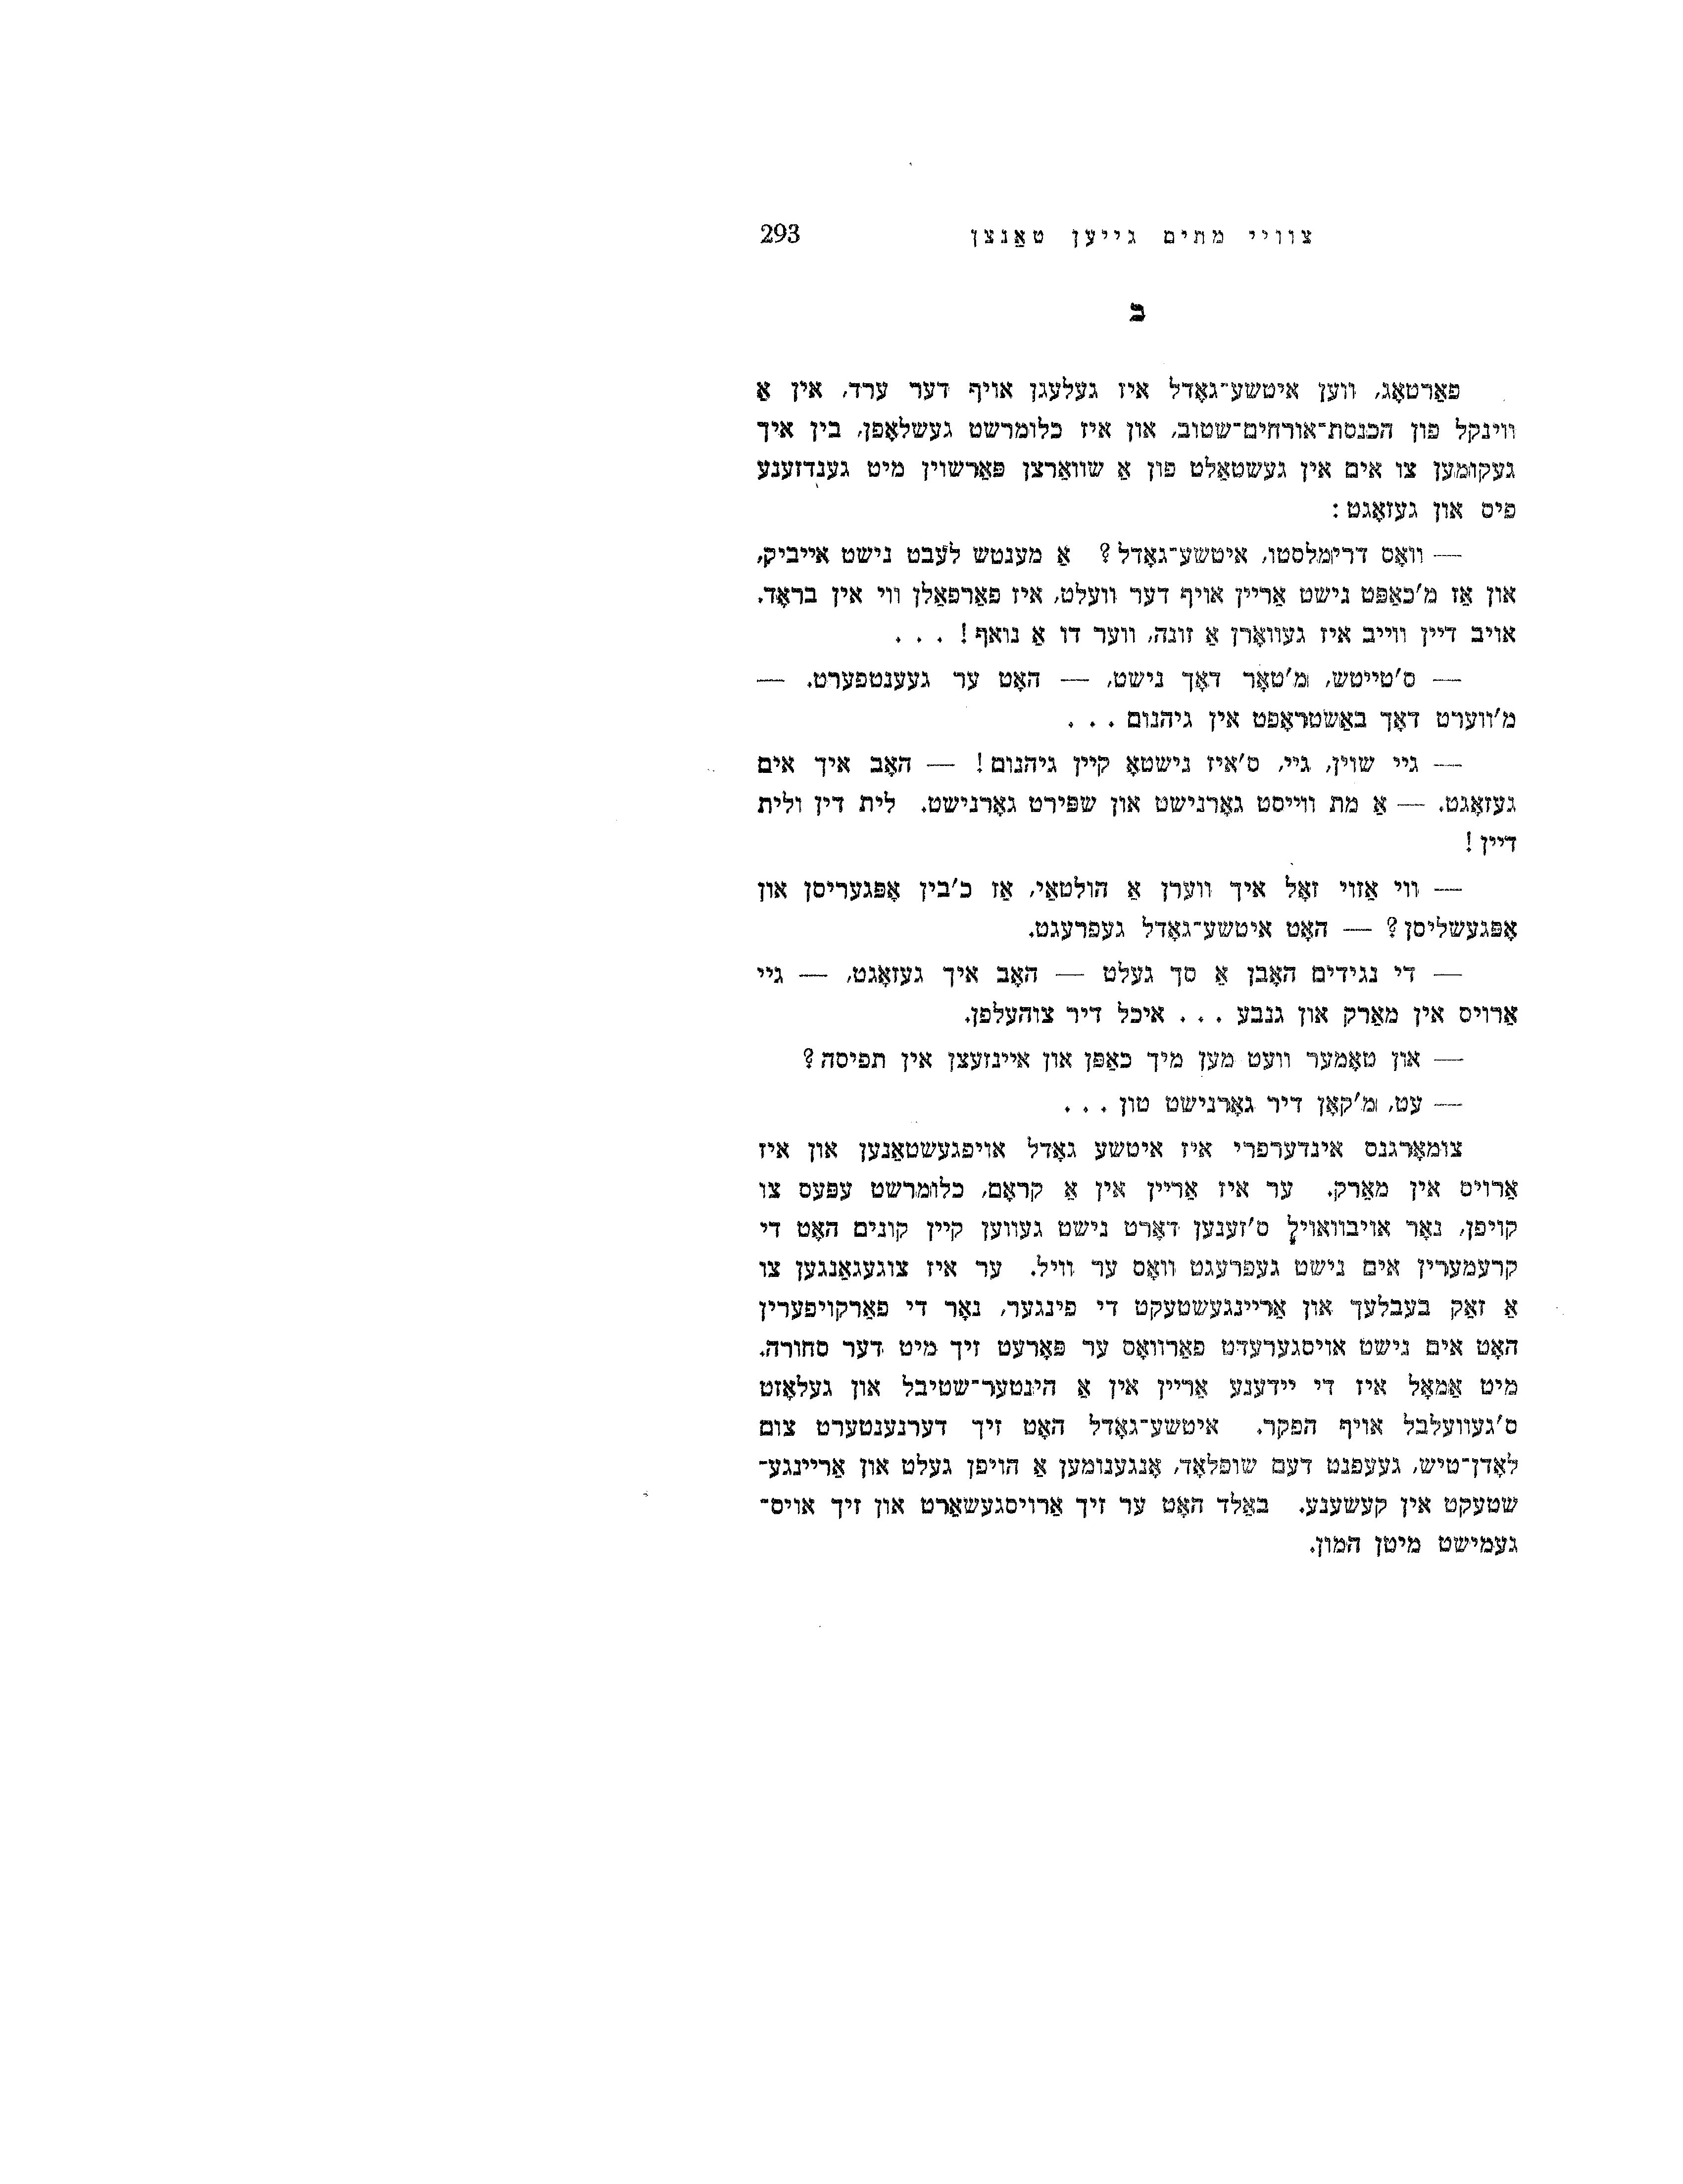 צוויי מתים גייען טאַנצן 293
ב
פאַרטאָג, ווען איטשע־גאָדל איז געלעגן אויף דער ערד, אין אַ
ווינקל פון הכנסת־אורחים־שטוב, און איז כלומרשט געשלאָפן, בין איך
געקומען צו אים אין געשטאַלט פון אַ שוואַרצן פּאַרשוין מיט גענדזענע
פיס און געזאָגט:
— וואָס דרימלסטו, איטשע־גאָדל? אַ מענטש לעבט נישט אייביק,
און אַז מ'כאַפּט נישט אַריין אויף דער וועלט, איז פאַרפאַלן ווי אין בראָד.
אויב דיין ווייב איז געוואָרן אַ זונה, ווער דו אַ נואף! . . .
— ס'טייטש, מ'טאָר דאָך נישט, — האָט ער געענטפערט. —
מ'ווערט דאָך באַשטראָפט אין גיהנום . . .
— גיי שוין, גיי, ס'איז נישטאָ קיין גיהנום! — האָב איך אים
געזאָגט. — אַ מת ווייסט גאָרנישט און שפּירט גאָרנישט. לית דין ולית
דיין!
— ווי אַזוי זאָל איך ווערן אַ הולטאַי, אַז כ'בין אָפּגעריסן און
אָפּגעשליסן? — האָט איטשע־גאָדל געפרעגט.
— די נגידים האָבן אַ סך געלט — האָב איך געזאָגט, — גיי
אַרויס אין מאַרק און גנבע . . . איכל דיר צוהעלפן.
— און טאָמער וועט מען מיך כאַפּן און איינזעצן אין תפיסה?
— עט, מ'קאָן דיר גאָרנישט טון . . .
צומאָרגנס אינדערפרי איז איטשע גאָדל אויפגעשטאַנען און איז
אַרויס אין מאַרק. ער איז אַריין אין אַ קראָם, כלומרשט עפּעס צו
קויפן, נאָר אויבוואויל ס'זענען דאָרט נישט געווען קיין קונים האָט די
קרעמערין אים נישט געפרעגט וואָס ער וויל. ער איז צוגעגאַנגען צו
אַ זאַק בעבלעך און אַריינגעשטעקט די פינגער, נאָר די פאַרקויפערין
האָט אים נישט אויסגערעדט פאַרוואָס ער פּאָרעט זיך מיט דער סחורה.
מיט אַמאָל איז די יידענע אַריין אין אַ הינטער־שטיבל און געלאָזט
ס'געוועלבל אויף הפקר. איטשע־גאָדל האָט זיך דערנענטערט צום
לאָדן־טיש, געעפנט דעם שופלאָד, אָנגענומען אַ הויפן געלט און אַריינגע־
שטעקט אין קעשענע. באַלד האָט ער זיך אַרויסגעשאַרט און זיך אויס־
געמישט מיטן המון.